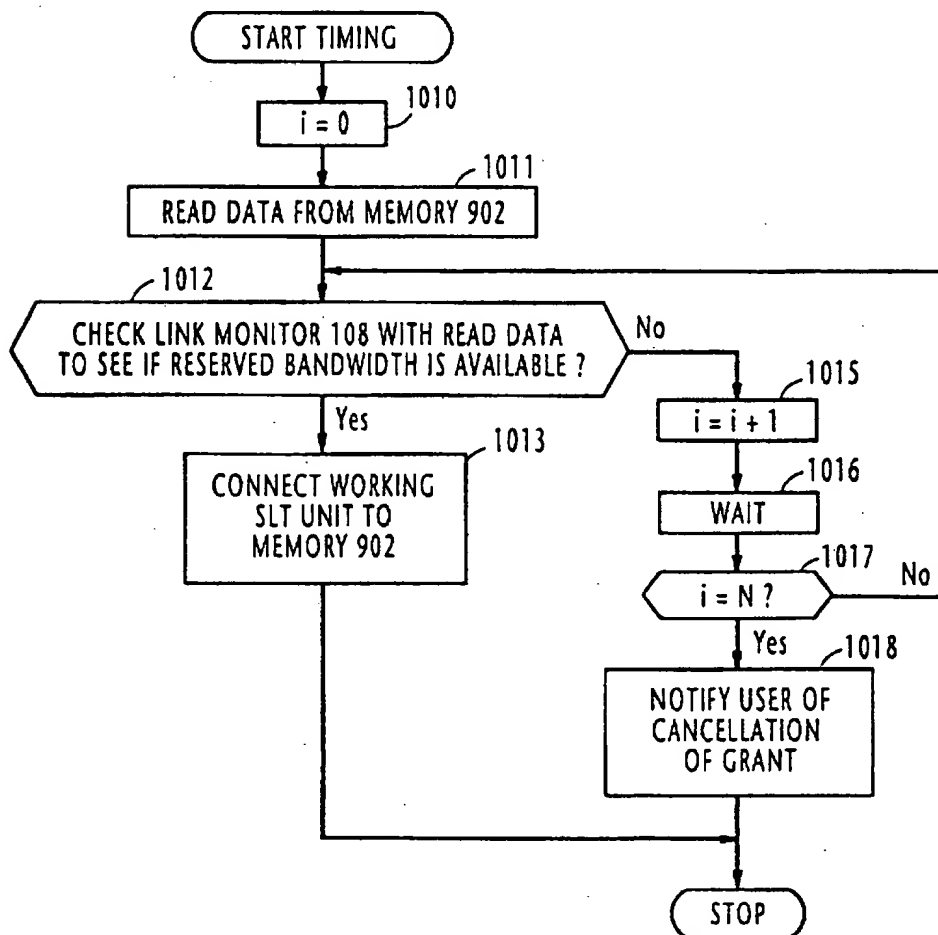 START TIMING
1010
i = 0
1011
READ DATA FROM MEMORY 902
1012
CHECK LINK MONITOR 108 WITH READ DATA
TO SEE IF RESERVED BANDWIDTH IS AVAILABLE ?
No
Yes
1015
i = i + 1
1013
CONNECT WORKING
SLT UNIT TO
MEMORY 902
1016
WAIT
1017
i = N ?
No
Yes
1018
NOTIFY USER OF
CANCELLATION
OF GRANT
STOP